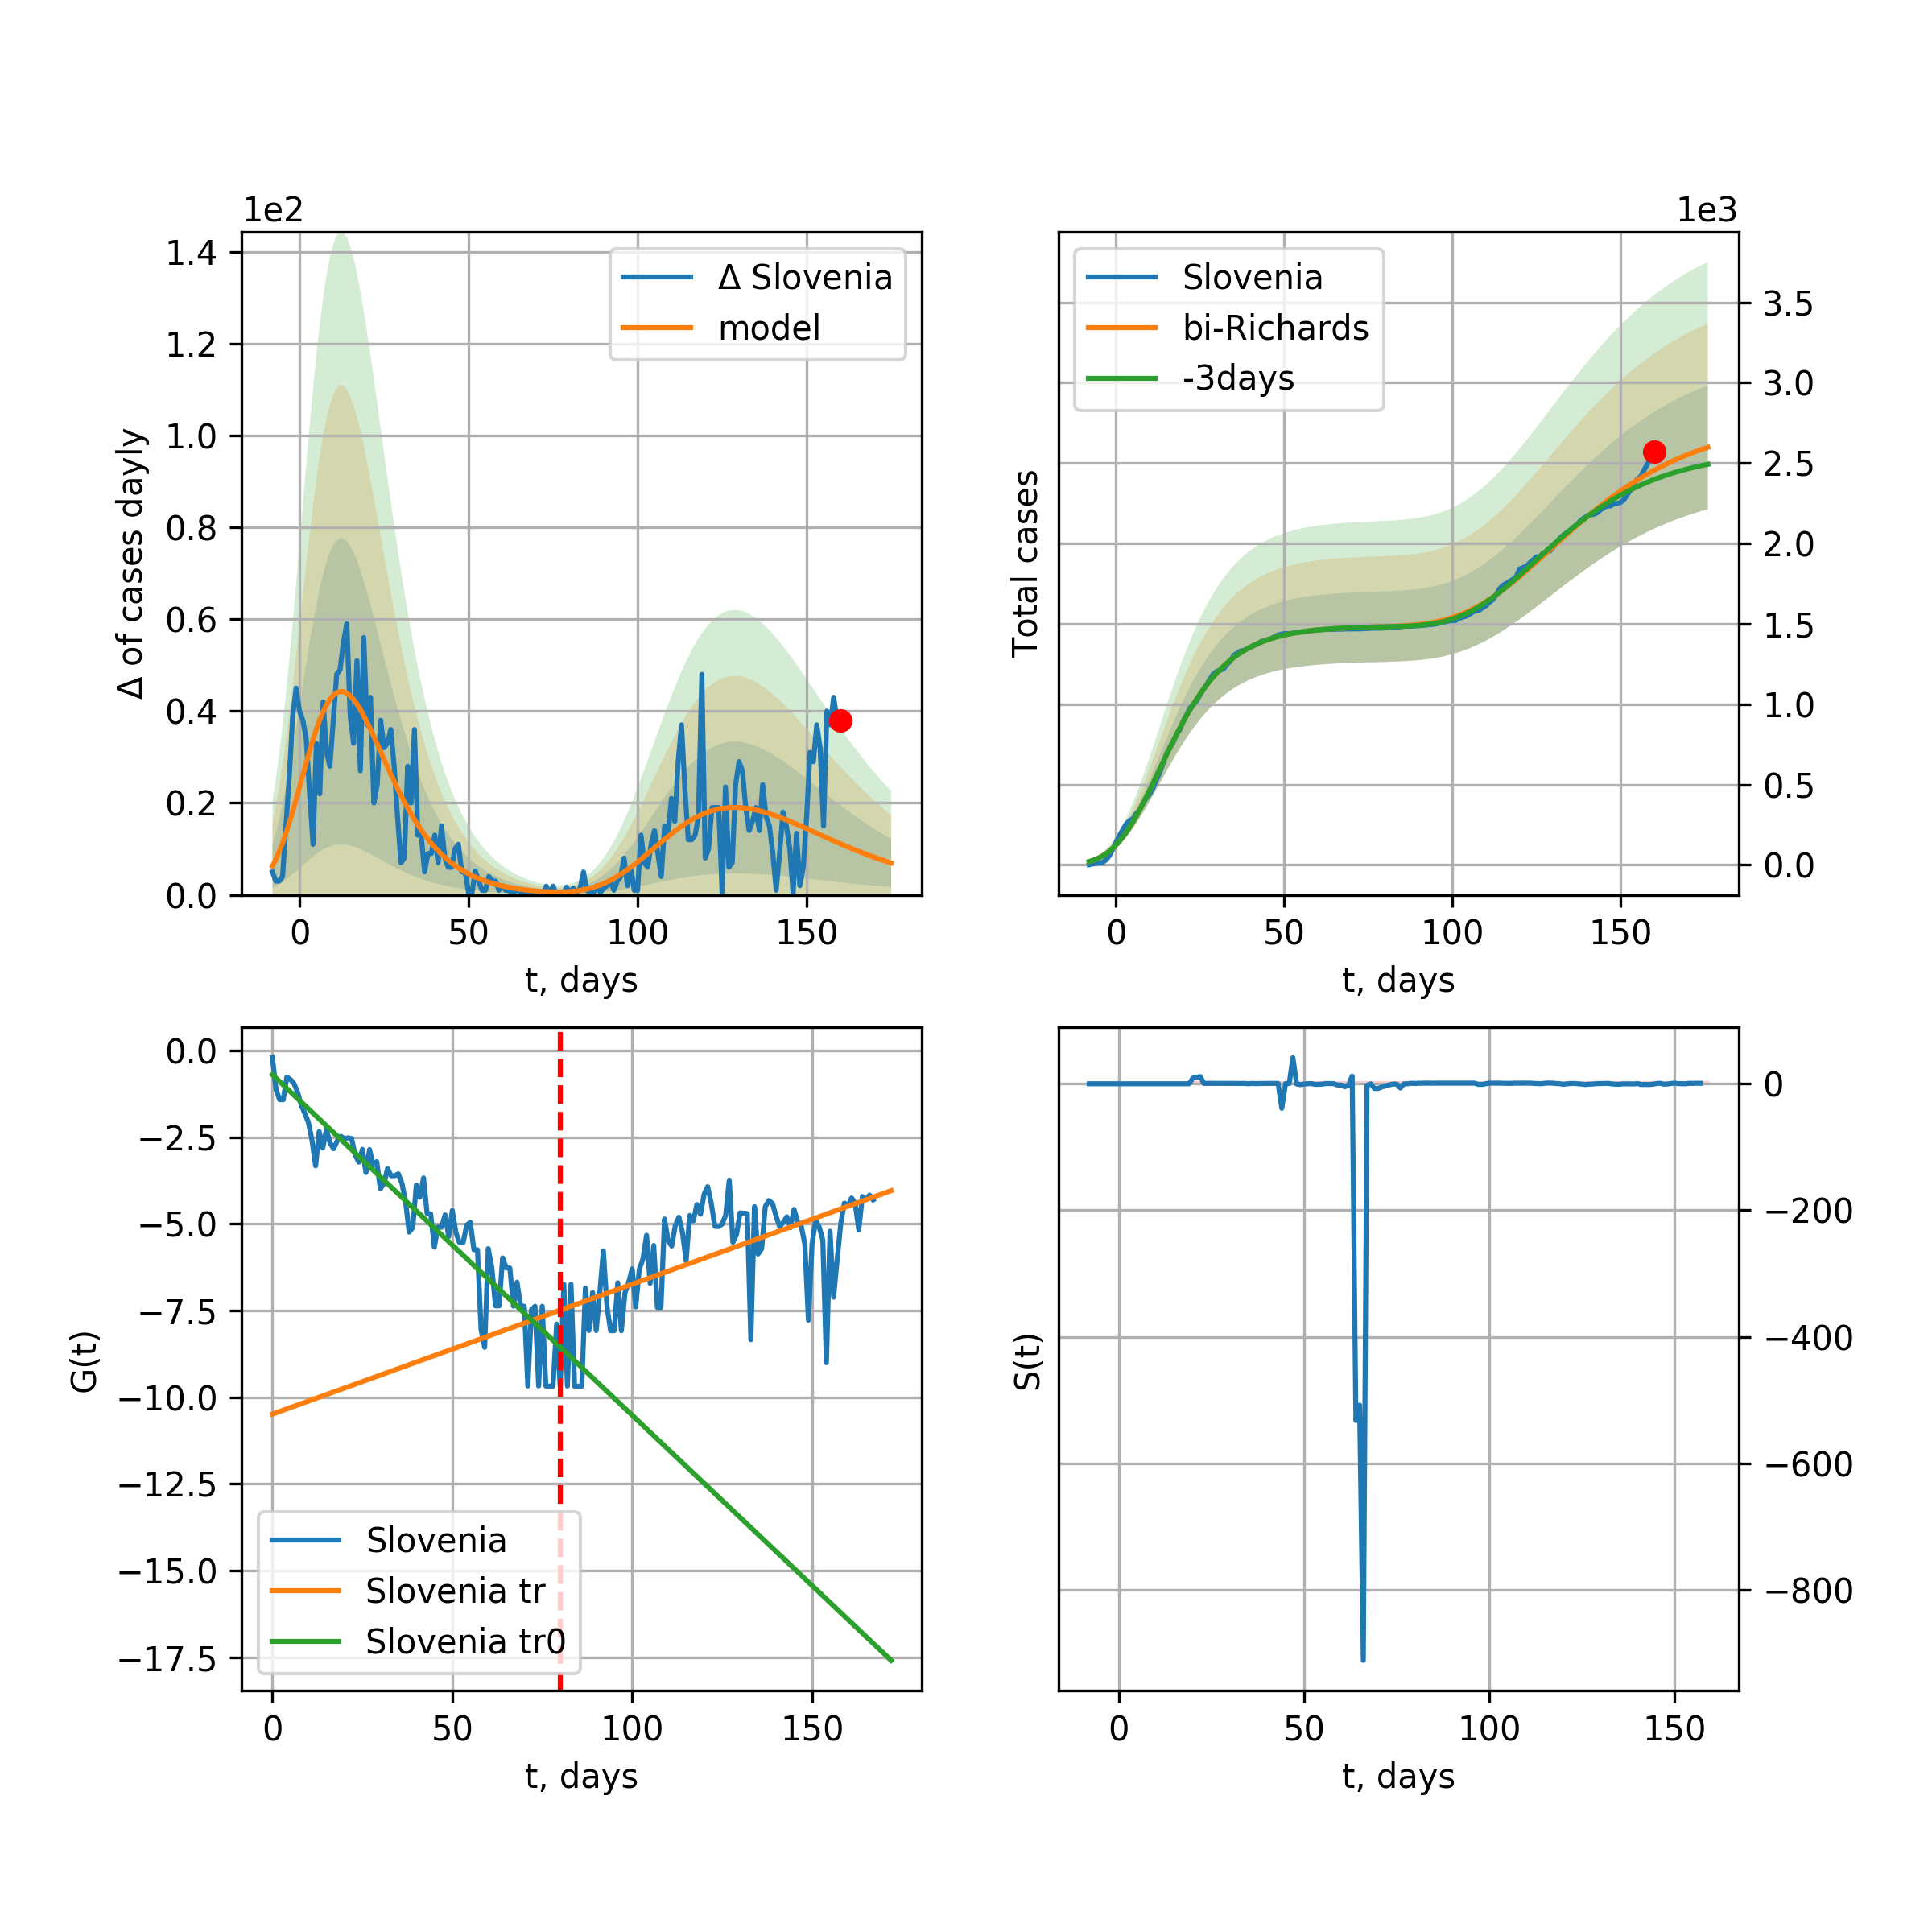 1e2
1.4
1.2
1.0
0.8
0.6
0.4
0.2
0.0
Δ of cases dayly
Δ Slovenia
model
0 50 100 150
t, days
1e3
Total cases
Slovenia
bi-Richards
-3days
3.5
3.0
2.5
2.0
1.5
1.0
0.5
0.0
0 50 100 150
t, days
0.0
−2.5
−5.0
−7.5
−10.0
−12.5
−15.0
−17.5
G(t)
Slovenia
Slovenia tr
Slovenia tr0
0 50 100 150
t, days
S(t)
0
−200
−400
−600
−800
0 50 100 150
t, days